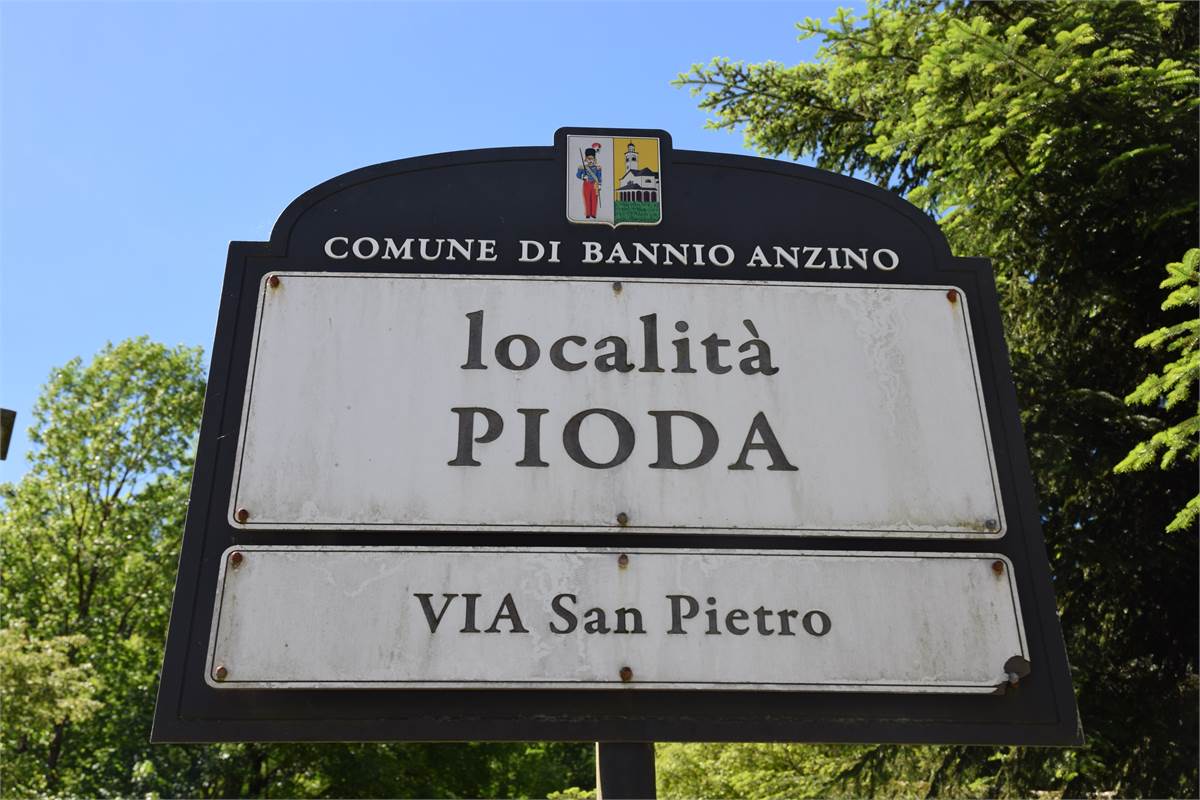 COMUNE DI BANNIO ANZINO
località
PIODA
VIA San Pietro